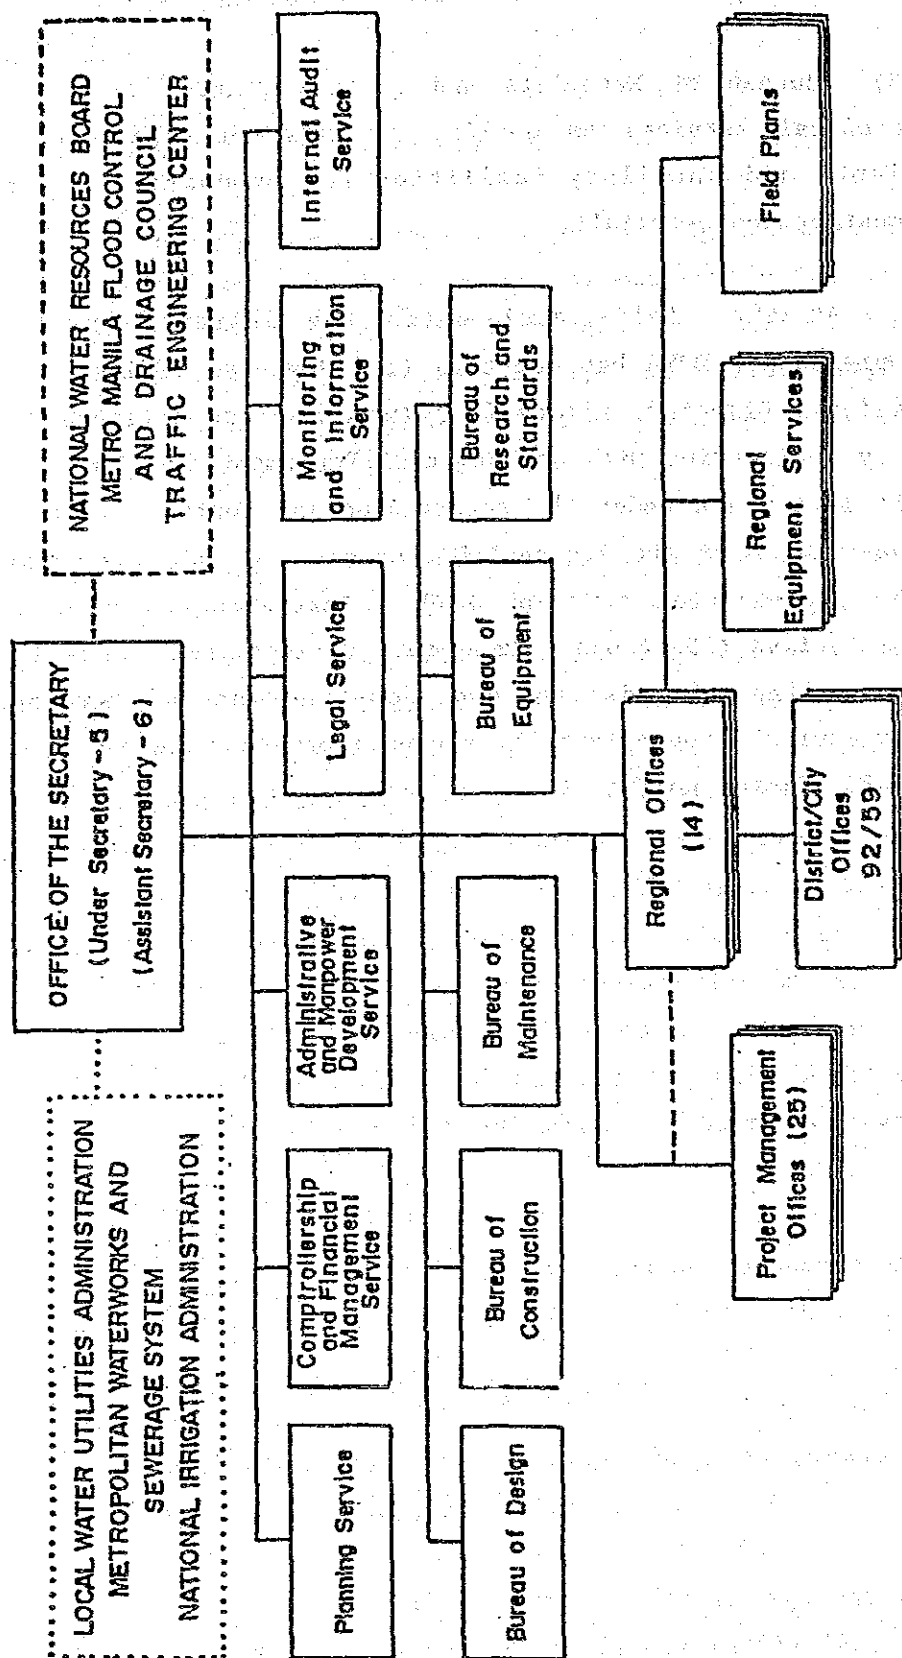 LOCAL WATER UTILITIES ADMINISTRATION
METROPOLITAN WATERWORKS AND
SEWERAGE SYSTEM
NATIONAL IRRIGATION ADMINISTRATION
OFFICE OF THE SECRETARY
(Under Secretary - 5)
(Assistant Secretary - 6)
NATIONAL WATER RESOURCES BOARD
METRO MANILA FLOOD CONTROL
AND DRAINAGE COUNCIL
TRAFFIC ENGINEERING CENTER
Planning Service
Comptrollership
and Financial
Management
Service
Administrative
and Manpower
Development
Service
Legal Service
Monitoring
and Information
Service
Internal Audit
Service
Bureau of Design
Bureau of
Construction
Bureau of
Maintenance
Bureau of
Equipment
Bureau of
Research and
Standards
Project Management
Offices (25)
Regional Offices
(14)
Regional
Equipment Services
Field Plants
District/City
Offices
92/59